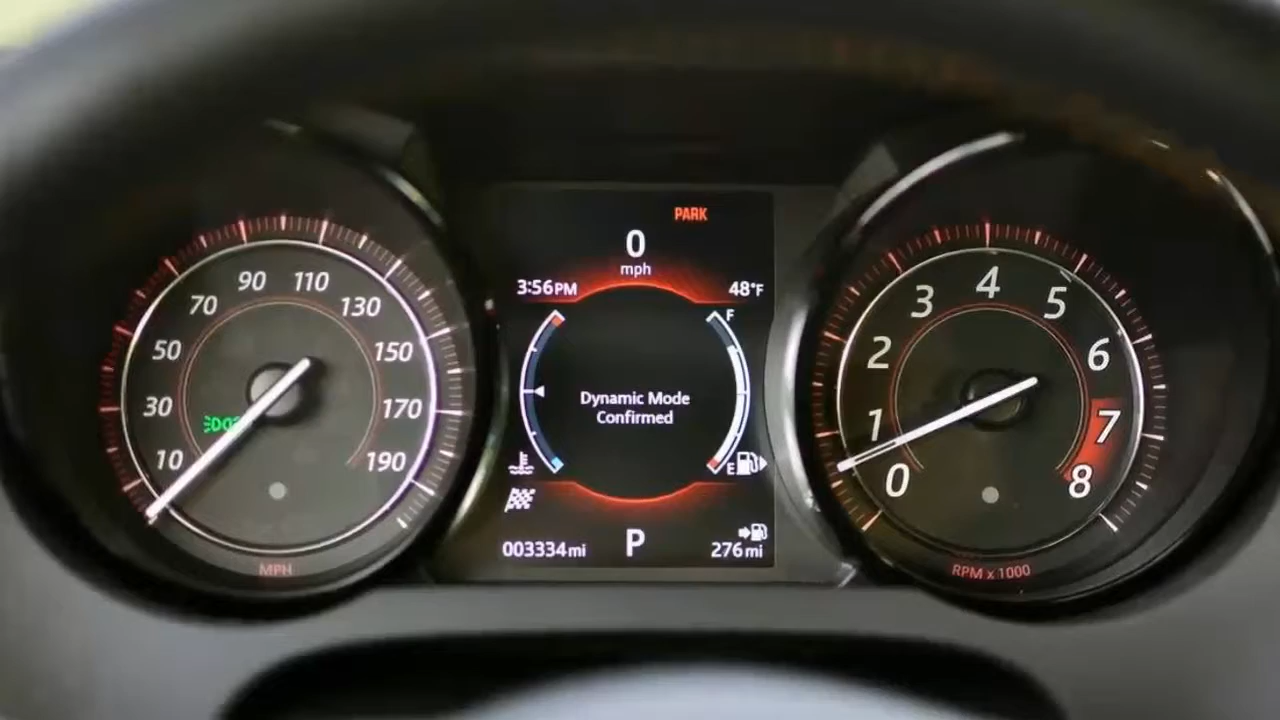 PARK
0
mph
3:56PM
48°F
F
Dynamic Mode
Confirmed
E
003334mi
P
276mi
10
30
50
70
90
110
130
150
170
190
MPH
0
1
2
3
4
5
6
7
8
RPM x 1000